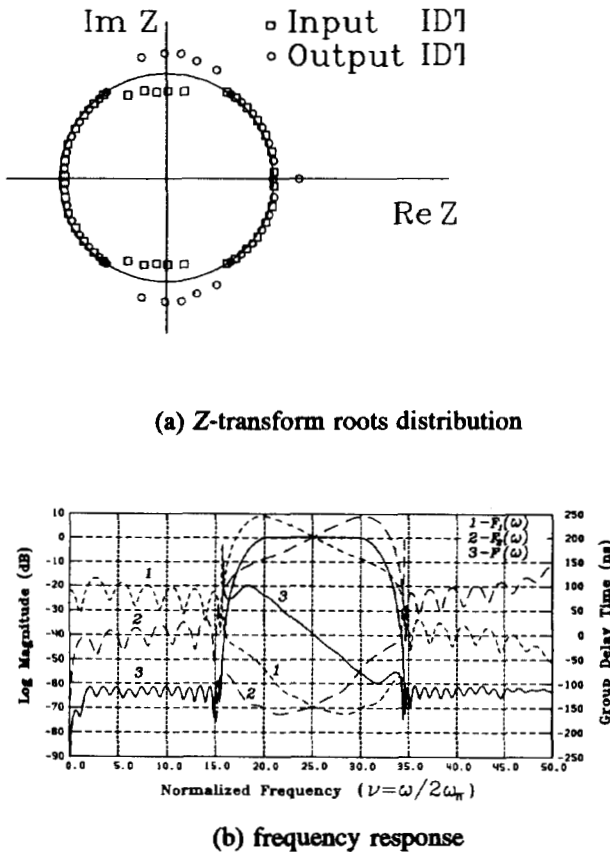 Im Z
□ Input ID7
○ Output ID7
Re Z
(a) Z-transform roots distribution
10
0
-10
-20
-30
-40
-50
-60
-70
-80
-90
Log Magnitude (dB)
250
200
150
100
50
0
-50
-100
-150
-200
-250
Group Delay Time (ns)
1-F₁(ω)
2-F₂(ω)
3-F(ω)
1
2
3
3
1
2
0.0 5.0 10.0 15.0 20.0 25.0 30.0 35.0 40.0 45.0 50.0
Normalized Frequency (ν=ω/2ωπ)
(b) frequency response